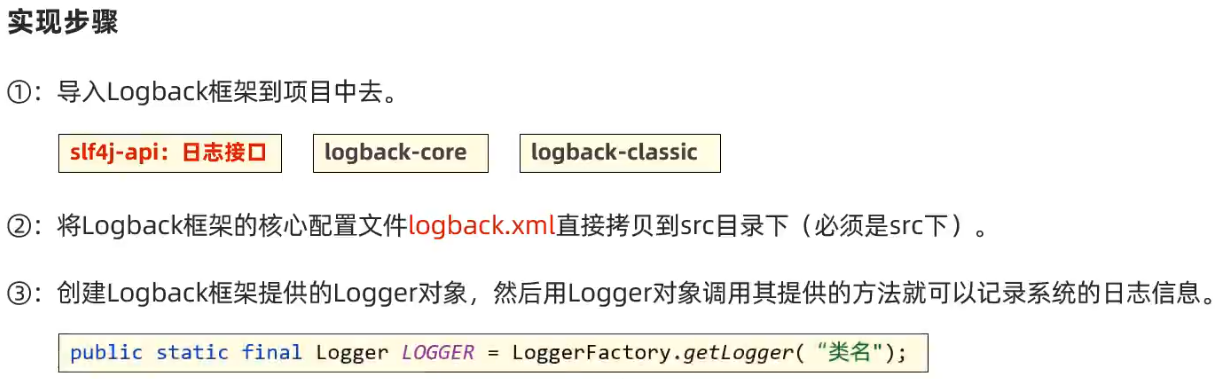 实现步骤
①：导入Logback框架到项目中去。
slf4j-api：日志接口 logback-core logback-classic
②：将Logback框架的核心配置文件logback.xml直接拷贝到src目录下（必须是src下）。
③：创建Logback框架提供的Logger对象，然后用Logger对象调用其提供的方法就可以记录系统的日志信息。
public static final Logger LOGGER = LoggerFactory.getLogger( “类名");